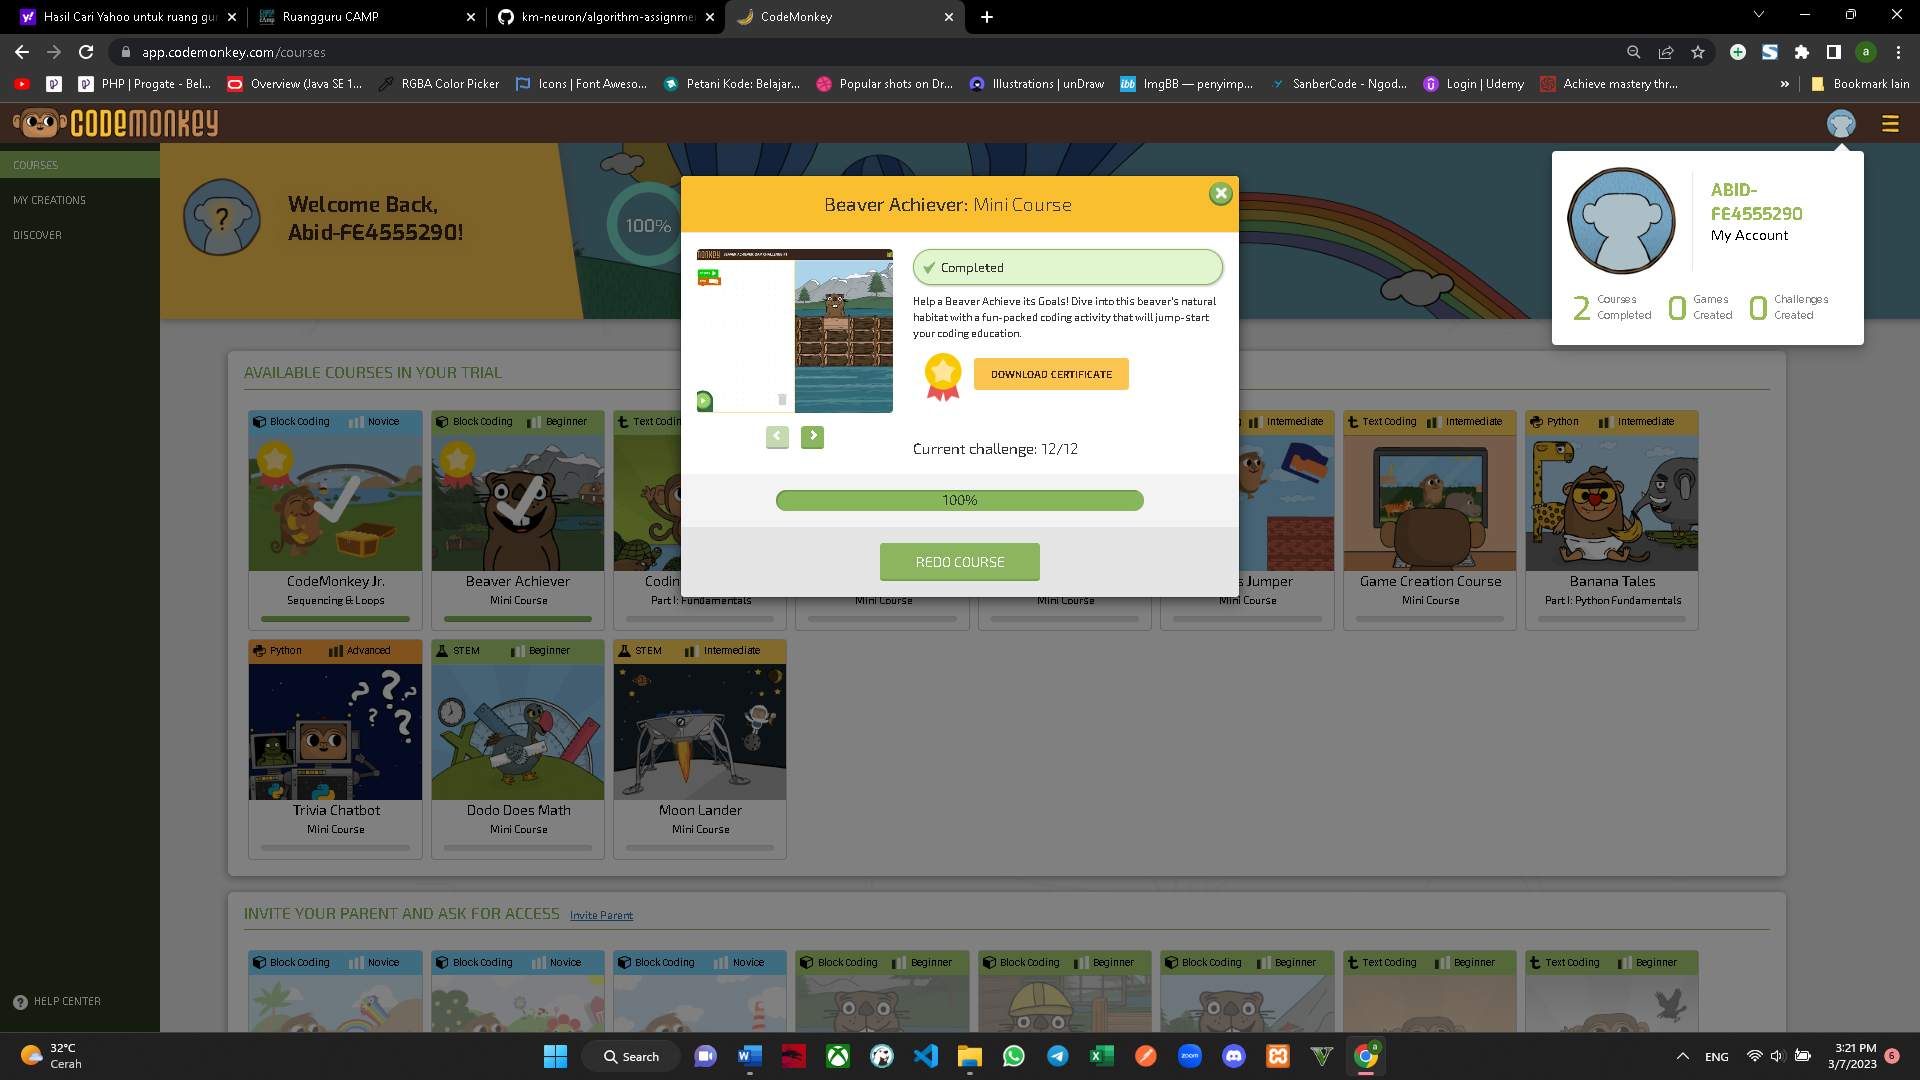 Hasil Cari Yahoo untuk ruang gur
Ruangguru CAMP
km-neuron/algorithm-assignme
CodeMonkey
app.codemonkey.com/courses
a
PHP | Progate - Bel...
Overview (Java SE 1...
RGBA Color Picker
Icons | Font Aweso...
Petani Kode: Belajar...
Popular shots on Dr...
Illustrations | unDraw
ImgBB — penyimp...
SanberCode - Ngod...
Login | Udemy
Achieve mastery thr...
»
Bookmark lain
CODEMONKEY
COURSES
MY CREATIONS
DISCOVER
HELP CENTER
Welcome Back,
Abid-FE4555290!
100%
ABID-
FE4555290
My Account
2 Courses Completed
0 Games Created
0 Challenges Created
Beaver Achiever: Mini Course
Completed
Help a Beaver Achieve its Goals! Dive into this beaver's natural
habitat with a fun-packed coding activity that will jump-start
your coding education.
DOWNLOAD CERTIFICATE
Current challenge: 12/12
100%
REDO COURSE
AVAILABLE COURSES IN YOUR TRIAL
Block Coding Novice
CodeMonkey Jr.
Sequencing & Loops
Block Coding Beginner
Beaver Achiever
Mini Course
Text Codin
Codin
Part I: Fundamentals
Mini Course
Mini Course
Intermediate
s Jumper
Mini Course
Text Coding Intermediate
Game Creation Course
Mini Course
Python Intermediate
Banana Tales
Part I: Python Fundamentals
Python Advanced
Trivia Chatbot
Mini Course
STEM Beginner
Dodo Does Math
Mini Course
STEM Intermediate
Moon Lander
Mini Course
INVITE YOUR PARENT AND ASK FOR ACCESS Invite Parent
Block Coding Novice
Block Coding Novice
Block Coding Novice
Block Coding Beginner
Block Coding Beginner
Block Coding Beginner
Text Coding Beginner
Text Coding Beginner
32°C
Cerah
Search
zoom
ENG
3:21 PM
3/7/2023
6